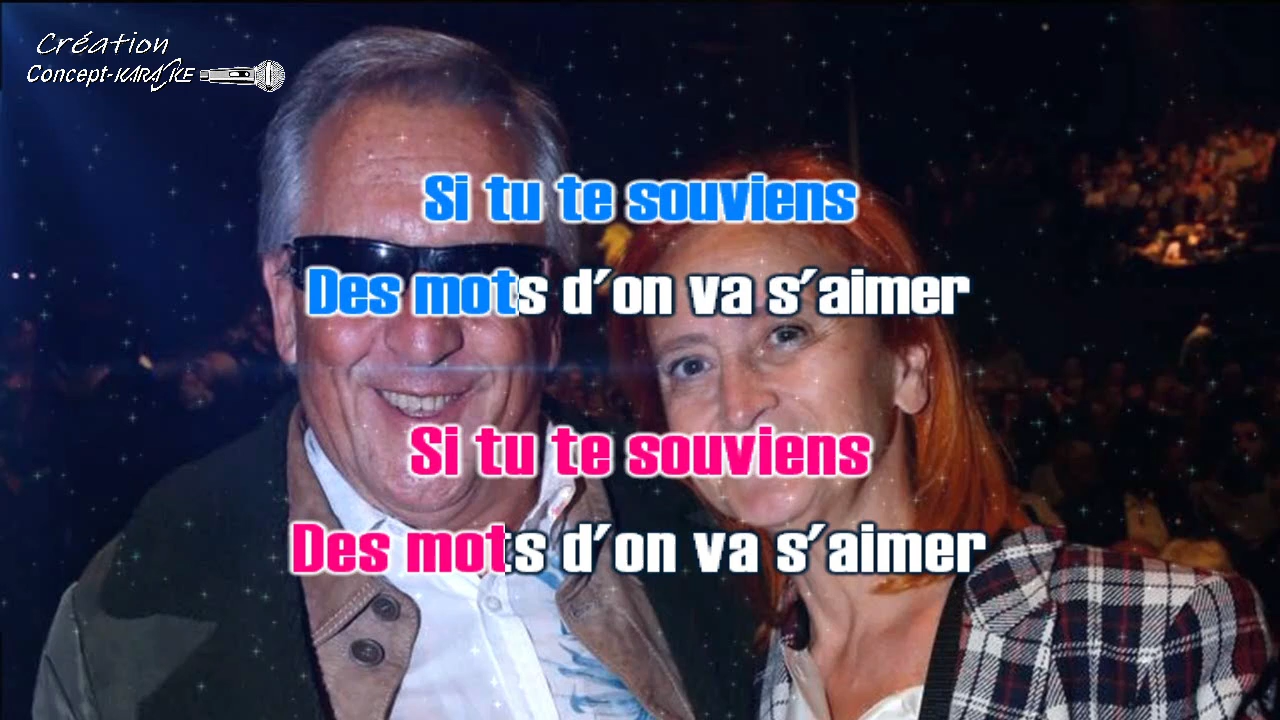 Création
Concept-KARAOKE
Si tu te souviens
Des mots d'on va s'aimer
Si tu te souviens
Des mots d'on va s'aimer